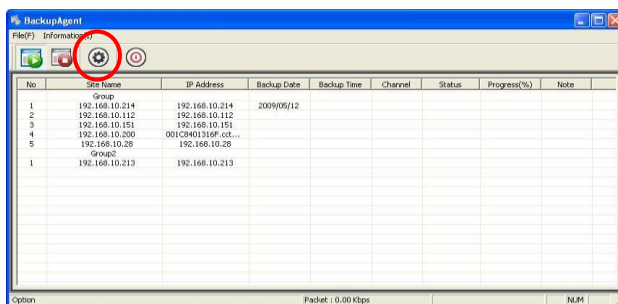 BackupAgent
File(F) Information(I)
No Site Name IP Address Backup Date Backup Time Channel Status Progress(%) Note
Group
1 192.168.10.214 192.168.10.214 2009/05/12
2 192.168.10.112 192.168.10.112
3 192.168.10.151 192.168.10.151
4 192.168.10.200 001C8401316F.cct...
5 192.168.10.28 192.168.10.28
Group2
1 192.168.10.213 192.168.10.213
Option Packet : 0.00 Kbps NUM